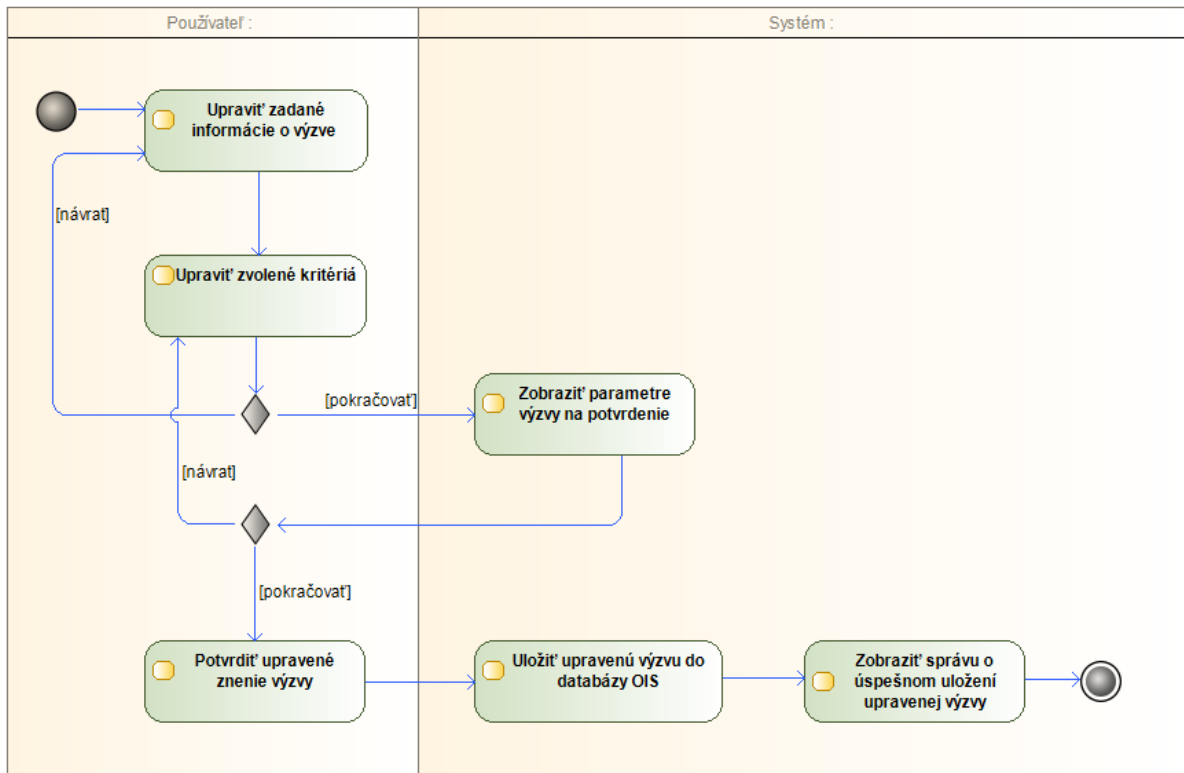 Používateľ :
Systém :
Upraviť zadané
informácie o výzve
[návrat]
Upraviť zvolené kritériá
[pokračovať]
Zobraziť parametre
výzvy na potvrdenie
[návrat]
[pokračovať]
Potvrdiť upravené
znenie výzvy
Uložiť upravenú výzvu do
databázy OIS
Zobraziť správu o
úspešnom uložení
upravenej výzvy